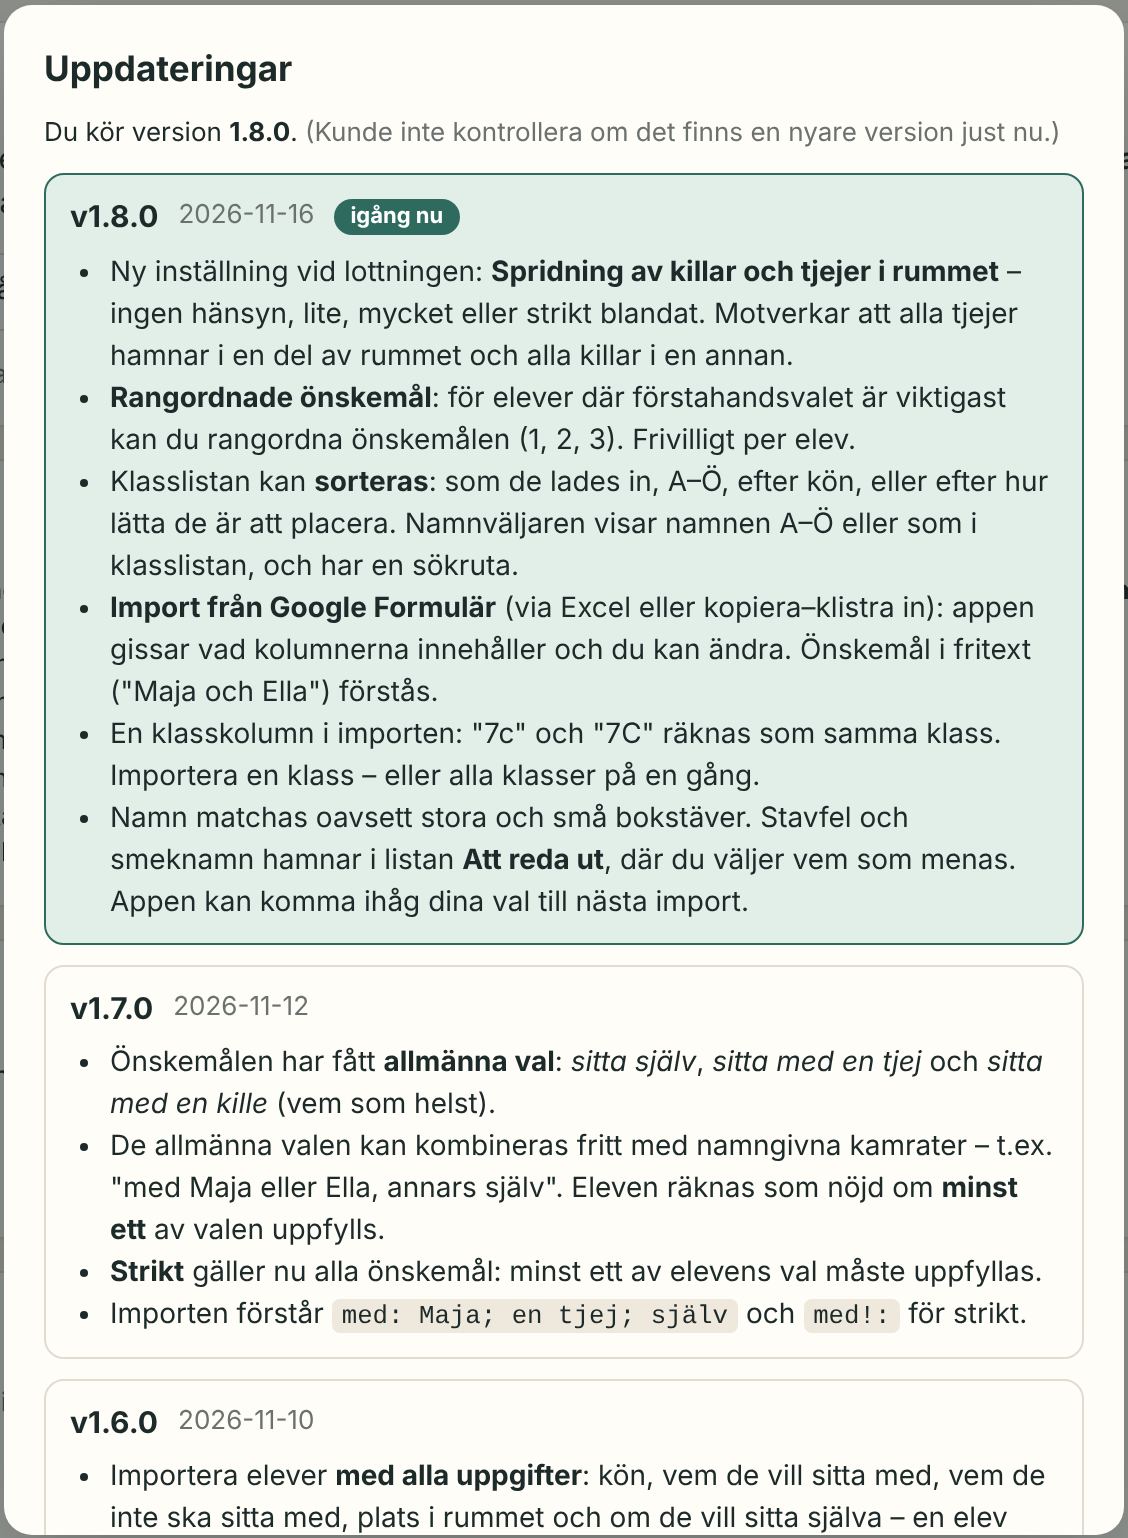 Uppdateringar
Du kör version 1.8.0. (Kunde inte kontrollera om det finns en nyare version just nu.)
v1.8.0 2026-11-16 igång nu
• Ny inställning vid lottningen: Spridning av killar och tjejer i rummet –
ingen hänsyn, lite, mycket eller strikt blandat. Motverkar att alla tjejer
hamnar i en del av rummet och alla killar i en annan.
• Rangordnade önskemål: för elever där förstahandsvalet är viktigast
kan du rangordna önskemålen (1, 2, 3). Frivilligt per elev.
• Klasslistan kan sorteras: som de lades in, A–Ö, efter kön, eller efter hur
lätta de är att placera. Namnväljaren visar namnen A–Ö eller som i
klasslistan, och har en sökruta.
• Import från Google Formulär (via Excel eller kopiera–klistra in): appen
gissar vad kolumnerna innehåller och du kan ändra. Önskemål i fritext
("Maja och Ella") förstås.
• En klasskolumn i importen: "7c" och "7C" räknas som samma klass.
Importera en klass – eller alla klasser på en gång.
• Namn matchas oavsett stora och små bokstäver. Stavfel och
smeknamn hamnar i listan Att reda ut, där du väljer vem som menas.
Appen kan komma ihåg dina val till nästa import.
v1.7.0 2026-11-12
• Önskemålen har fått allmänna val: sitta själv, sitta med en tjej och sitta
med en kille (vem som helst).
• De allmänna valen kan kombineras fritt med namngivna kamrater – t.ex.
"med Maja eller Ella, annars själv". Eleven räknas som nöjd om minst
ett av valen uppfylls.
• Strikt gäller nu alla önskemål: minst ett av elevens val måste uppfyllas.
• Importen förstår med: Maja; en tjej; själv och med!: för strikt.
v1.6.0 2026-11-10
• Importera elever med alla uppgifter: kön, vem de vill sitta med, vem de
inte ska sitta med, plats i rummet och om de vill sitta själva – en elev